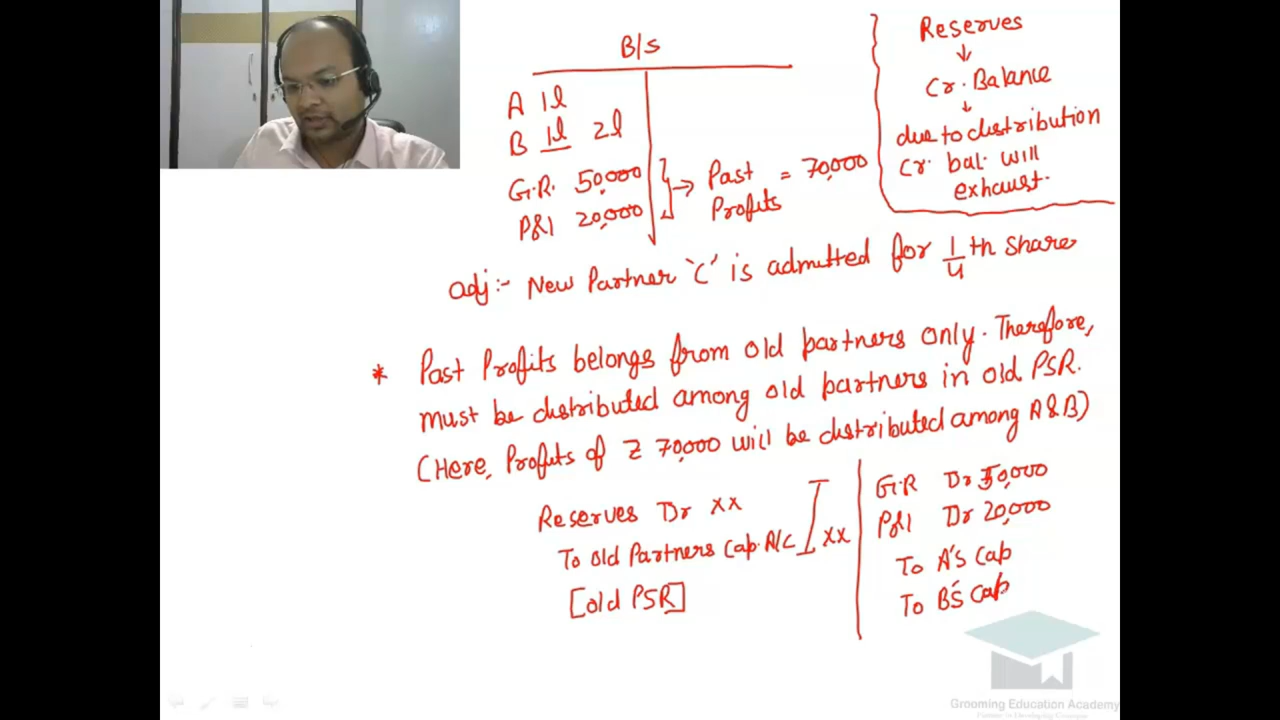 B/s
A 1l
B 1l 2l
G.R. 50,000
P&l 20,000
Past Profits = 70,000
Reserves
Cr. Balance
due to distribution
Cr. bal. will
exhaust.
adj:- New Partner 'C' is admitted for 1/4 th share
* Past Profits belongs from old partners only. Therefore,
must be distributed among old partners in old PSR.
(Here, Profits of Z 70,000 will be distributed among A & B)
Reserves Dr xx
To old Partners Cap. A/C xx
[old PSR]
G.R Dr 50,000
P&l Dr 20,000
To A's Cap
To B's Cap
Grooming Education Academy